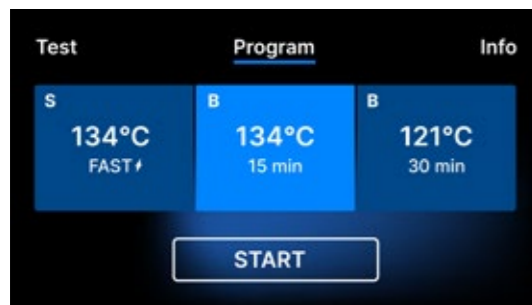 Test Program Info
S B B
134°C 134°C 121°C
FAST 15 min 30 min
START